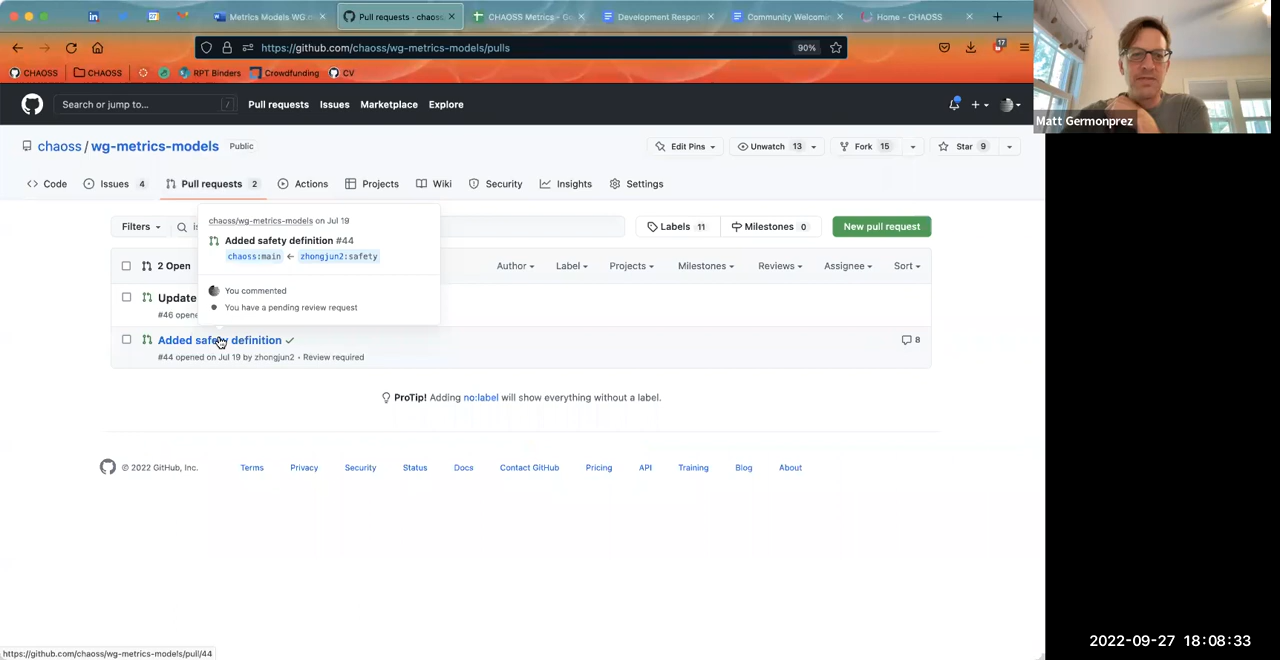 Metrics Models WG
Pull requests · chaos
CHAOSS Metrics - G
Development Respon
Community Welcomin
Home - CHAOSS
https://github.com/chaoss/wg-metrics-models/pulls
90%
17
CHAOSS
CHAOSS
RPT Binders
Crowdfunding
CV
Matt Germonprez
Search or jump to...
/
Pull requests
Issues
Marketplace
Explore
chaoss / wg-metrics-models
Public
Edit Pins
Unwatch 13
Fork 15
Star 9
Code
Issues 4
Pull requests 2
Actions
Projects
Wiki
Security
Insights
Settings
Filters
is
Labels 11
Milestones 0
New pull request
chaoss/wg-metrics-models on Jul 19
Added safety definition #44
chaoss:main ← zhongjun2:safety
You commented
You have a pending review request
2 Open
Author
Label
Projects
Milestones
Reviews
Assignee
Sort
Update
#46 opene
Added safety definition
8
#44 opened on Jul 19 by zhongjun2 • Review required
ProTip! Adding no:label will show everything without a label.
© 2022 GitHub, Inc.
Terms
Privacy
Security
Status
Docs
Contact GitHub
Pricing
API
Training
Blog
About
https://github.com/chaoss/wg-metrics-models/pull/44
2022-09-27 18:08:33